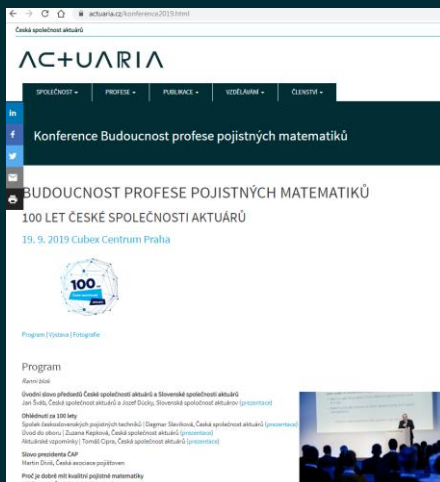 actuaria.cz/konference2019.html
Česká společnost aktuárů
ACTUARIA
SPOLEČNOST PROFESE PUBLIKACE VZDĚLÁVÁNÍ ČLENSTVÍ
in
f
Konference Budoucnost profese pojistných matematiků
BUDOUCNOST PROFESE POJISTNÝCH MATEMATIKŮ
100 LET ČESKÉ SPOLEČNOSTI AKTUÁRŮ
19. 9. 2019 Cubex Centrum Praha
100
Program | Výstava | Fotografie
Program
Ranní blok
Úvodní slovo předsedů České společnosti aktuárů a Slovenské společnosti aktuárů
Jan Šváb, Česká společnost aktuárů a Jozef Dúcky, Slovenská spoločnosť aktuárov (prezentace)
Ohlédnutí za 100 lety
Spolek československých pojistných techniků | Dagmar Slavíková, Česká společnost aktuárů (prezentace)
Úvod do oboru | Zuzana Kepková, Česká společnost aktuárů (prezentace)
Aktuárské vzpomínky | Tomáš Cipra, Česká společnost aktuárů (prezentace)
Slovo prezidenta ČAP
Martin Diviš, Česká asociace pojišťoven
Proč je dobré mít kvalitní pojistné matematiky